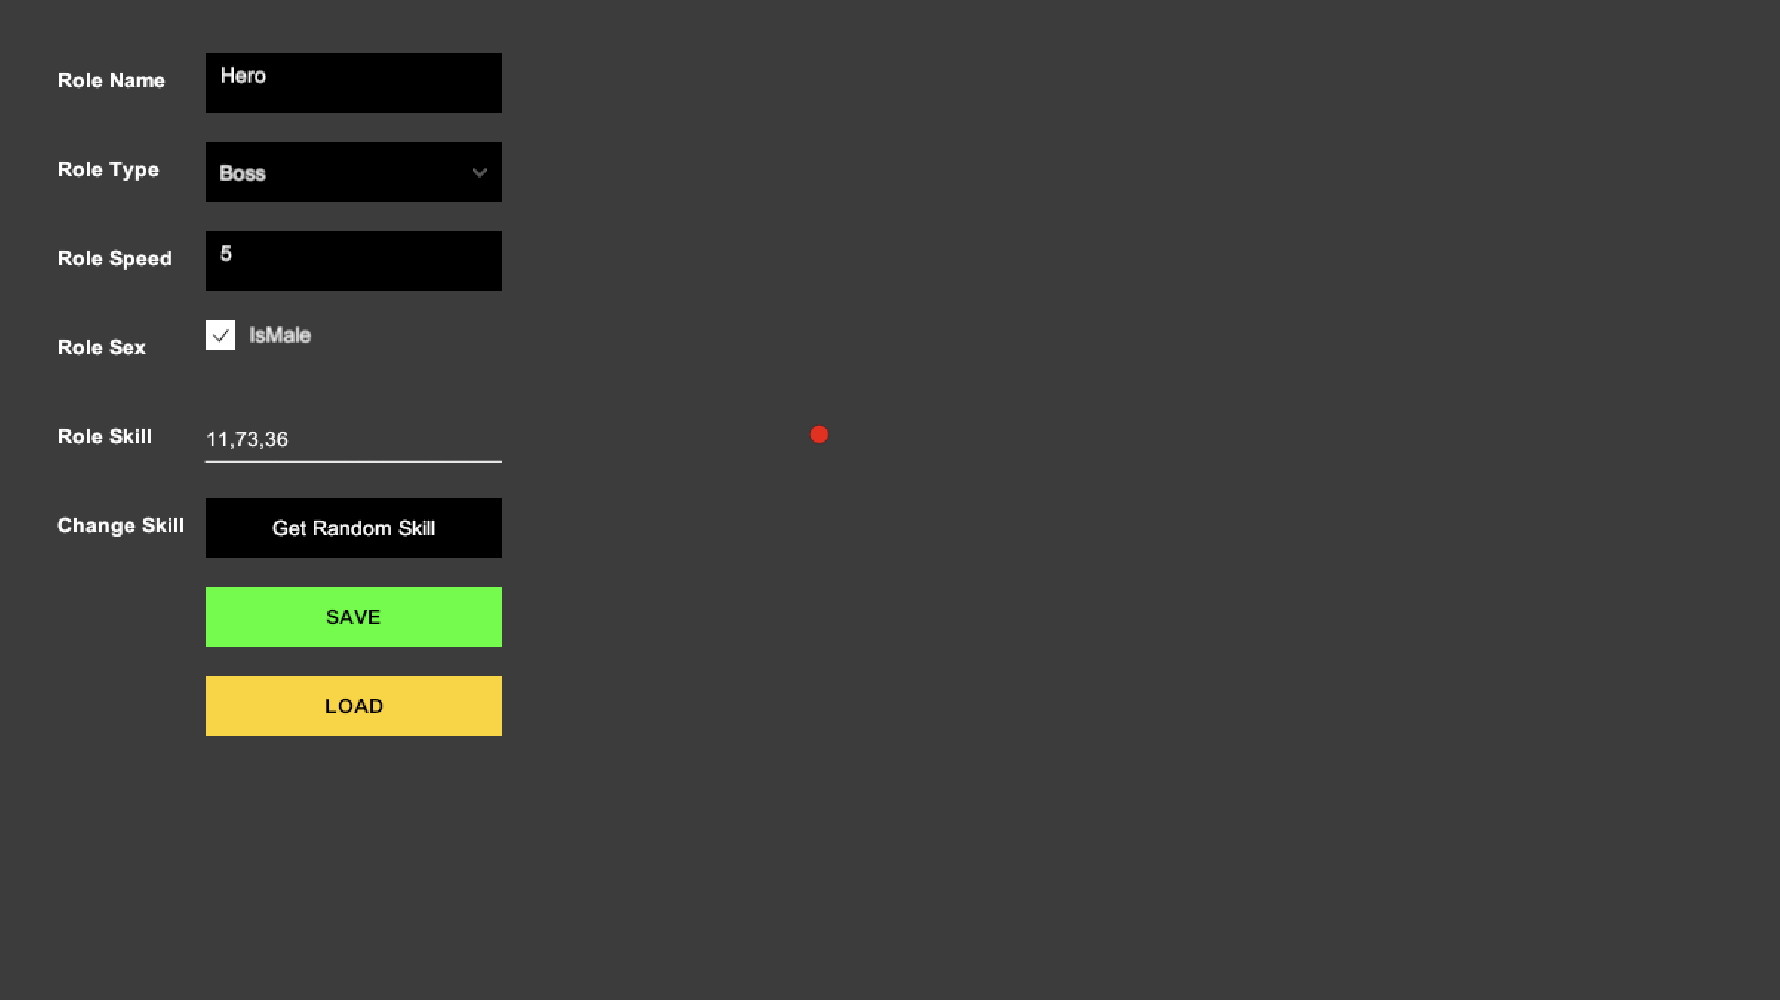 Role Name
Hero
Role Type
Boss
Role Speed
5
Role Sex
IsMale
Role Skill
11,73,36
Change Skill
Get Random Skill
SAVE
LOAD